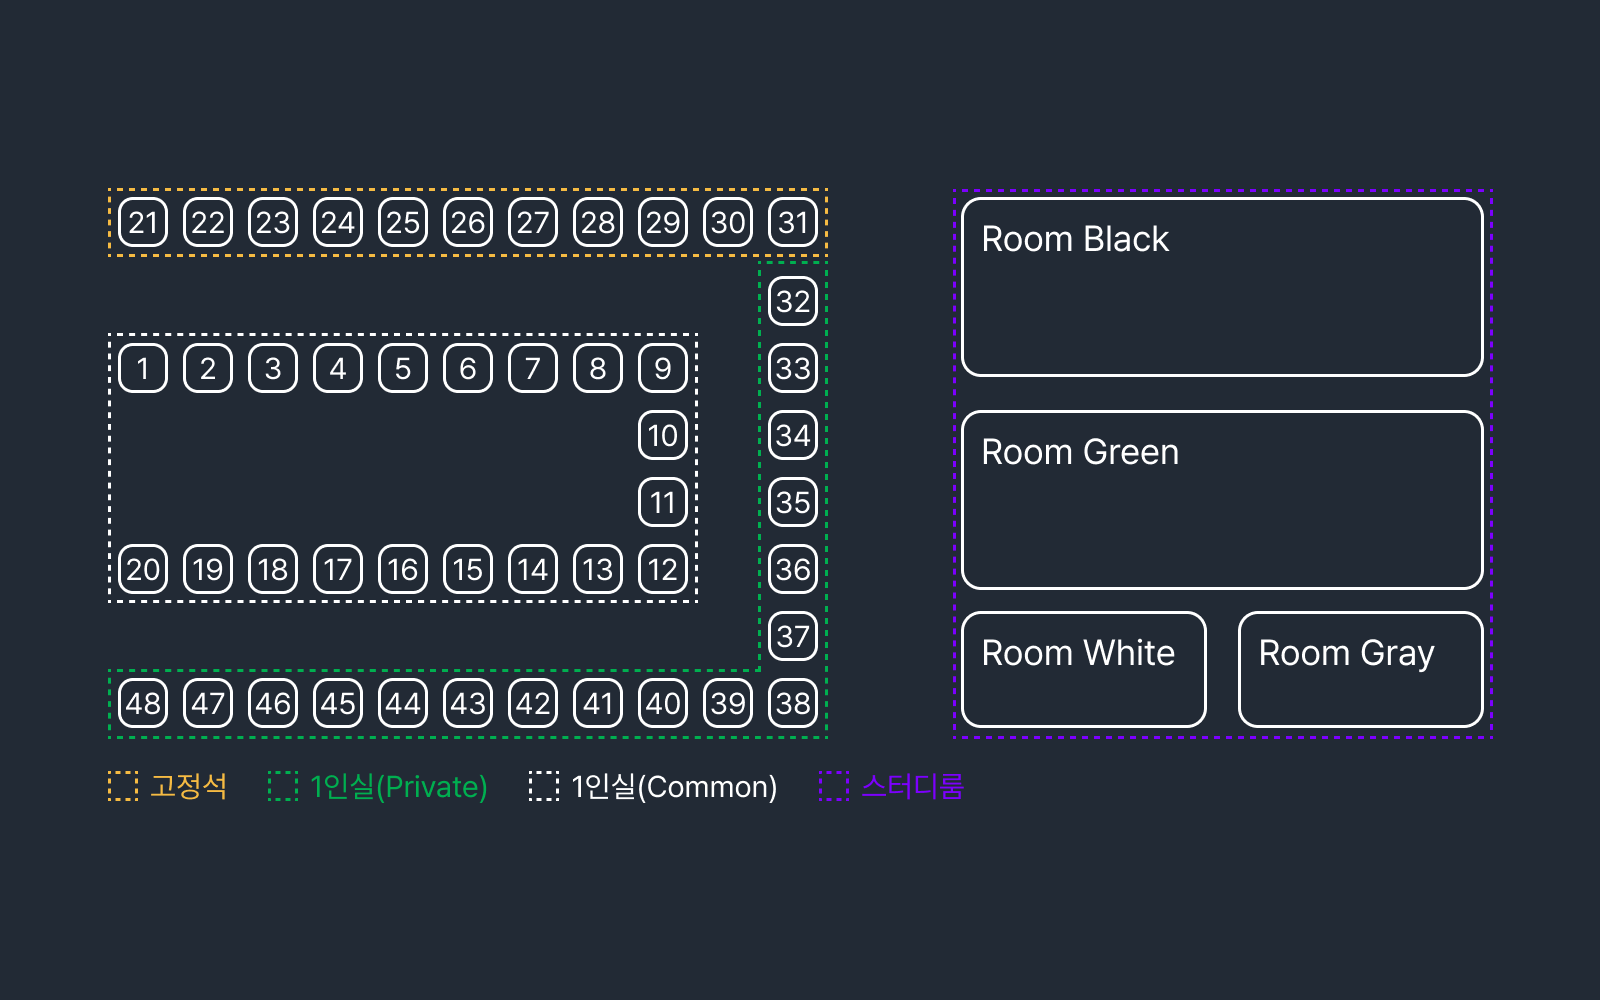 21 22 23 24 25 26 27 28 29 30 31
32
1 2 3 4 5 6 7 8 9 33
10 34
11 35
20 19 18 17 16 15 14 13 12 36
37
48 47 46 45 44 43 42 41 40 39 38
Room Black
Room Green
Room White
Room Gray
고정석 1인실(Private) 1인실(Common) 스터디룸